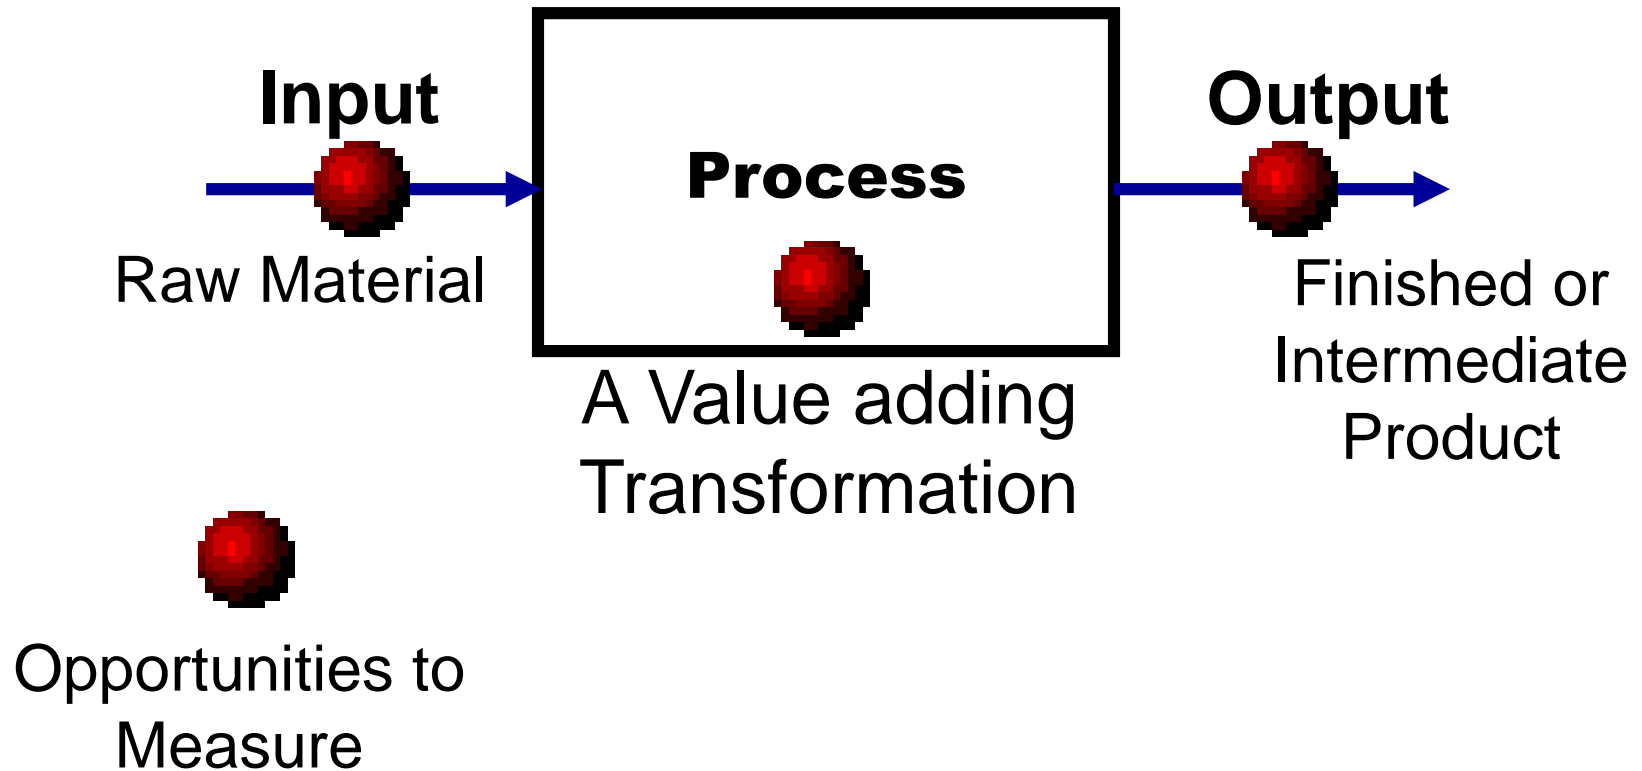 Input
Process
Output
Raw Material
Finished or
Intermediate
Product
A Value adding
Transformation
Opportunities to
Measure